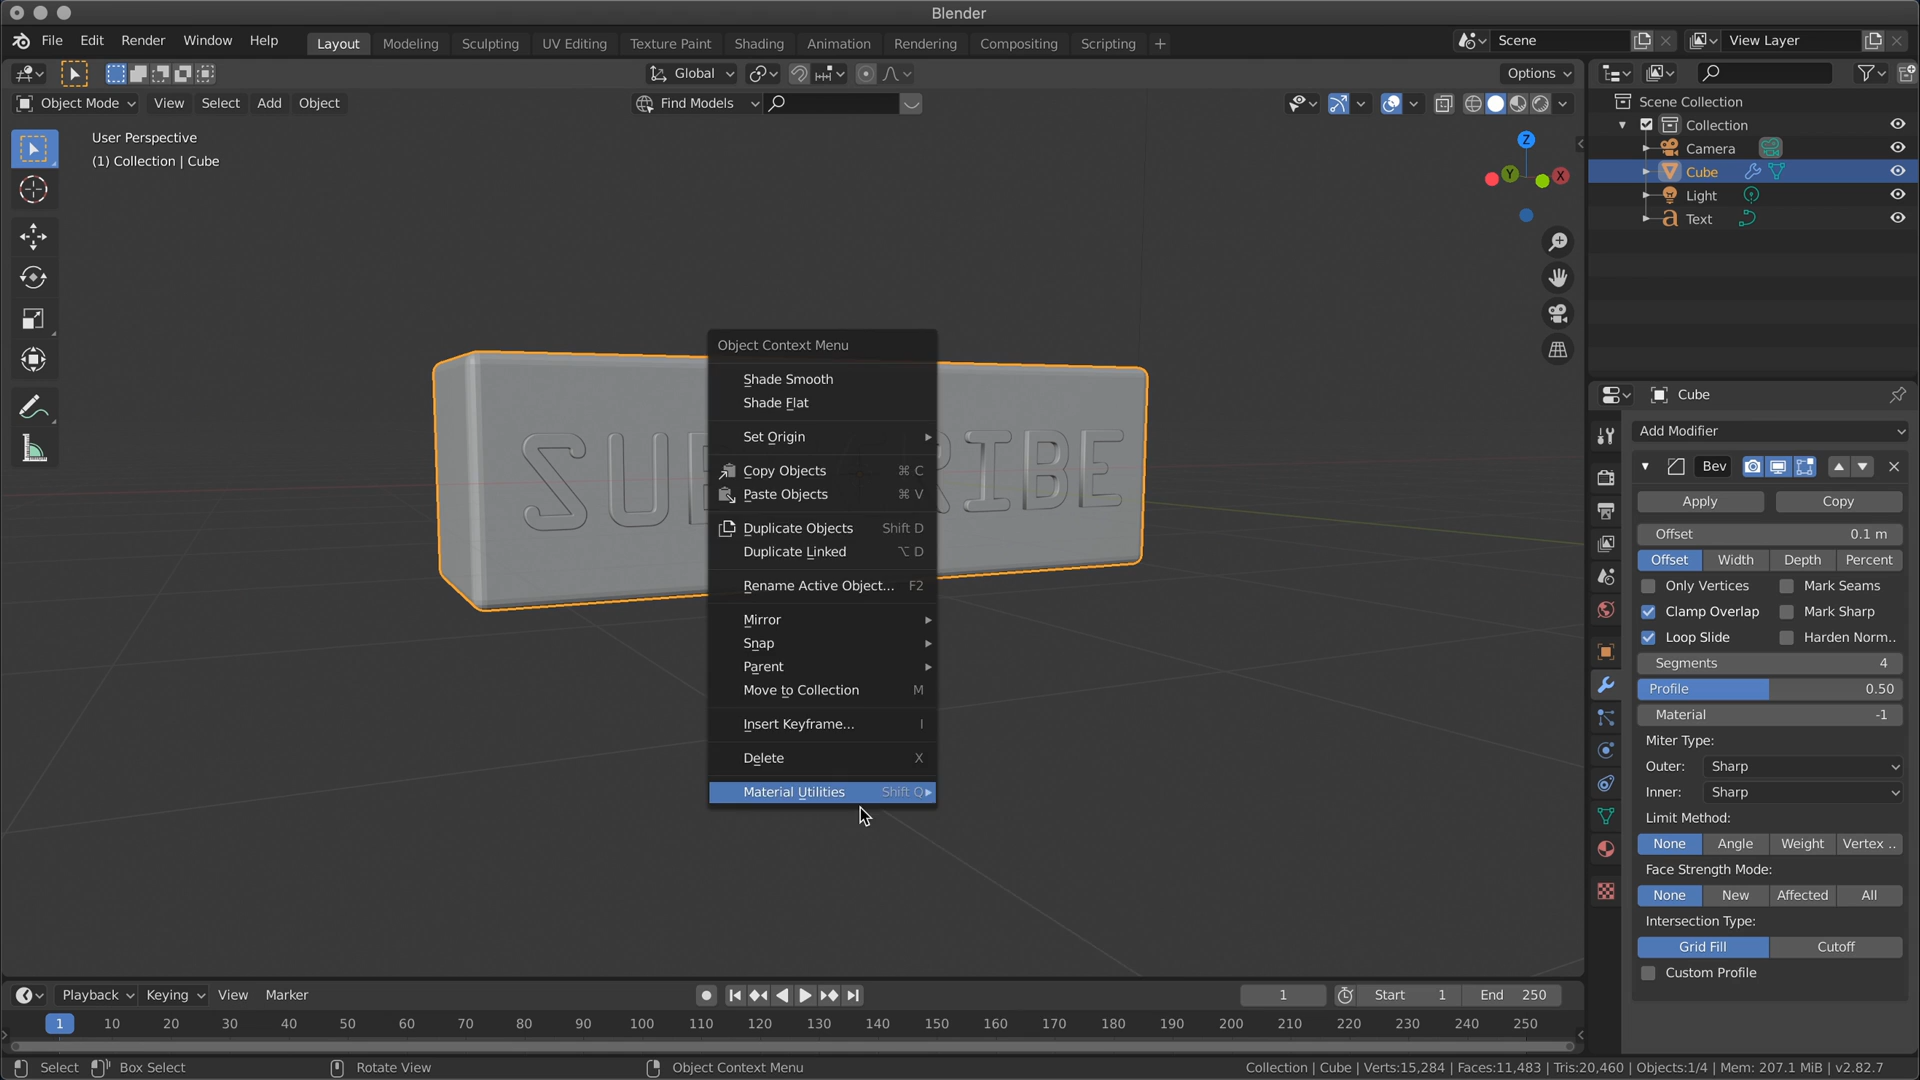 Blender
File Edit Render Window Help Layout Modeling Sculpting UV Editing Texture Paint Shading Animation Rendering Compositing Scripting + Scene View Layer
Global Options
Object Mode View Select Add Object Find Models
User Perspective
(1) Collection | Cube
Z
Y
X
Scene Collection
Collection
Camera
Cube
Light
Text
SUB
RIBE
Object Context Menu
Shade Smooth
Shade Flat
Set Origin
Copy Objects ⌘ C
Paste Objects ⌘ V
Duplicate Objects Shift D
Duplicate Linked ⌥ D
Rename Active Object... F2
Mirror
Snap
Parent
Move to Collection M
Insert Keyframe... I
Delete X
Material Utilities Shift Q
Cube
Add Modifier
Bev
Apply Copy
Offset 0.1 m
Offset Width Depth Percent
Only Vertices Mark Seams
Clamp Overlap Mark Sharp
Loop Slide Harden Norm..
Segments 4
Profile 0.50
Material -1
Miter Type:
Outer: Sharp
Inner: Sharp
Limit Method:
None Angle Weight Vertex ..
Face Strength Mode:
None New Affected All
Intersection Type:
Grid Fill Cutoff
Custom Profile
Playback Keying View Marker 1 Start 1 End 250
1 10 20 30 40 50 60 70 80 90 100 110 120 130 140 150 160 170 180 190 200 210 220 230 240 250
Select Box Select Rotate View Object Context Menu Collection | Cube | Verts:15,284 | Faces:11,483 | Tris:20,460 | Objects:1/4 | Mem: 207.1 MiB | v2.82.7